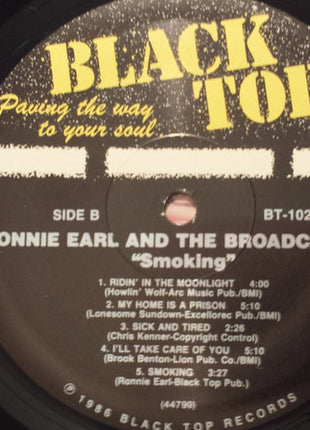 BLACK
TOP
Paving the way
to your soul...
SIDE B
BT-102
ONNIE EARL AND THE BROADC
"Smoking"
1. RIDIN' IN THE MOONLIGHT 4:00
(Howlin' Wolf-Arc Music Pub./BMI)
2. MY HOME IS A PRISON 5:10
(Lonesome Sundown-Excellorec Pub./BMI)
3. SICK AND TIRED 2:26
(Chris Kenner-Copyright Control)
4. I'LL TAKE CARE OF YOU 5:10
(Brook Benton-Lion Pub. Co./BMI)
5. SMOKING 3:27
(Ronnie Earl-Black Top Pub.)
(44799)
℗ 1986 BLACK TOP RECORDS